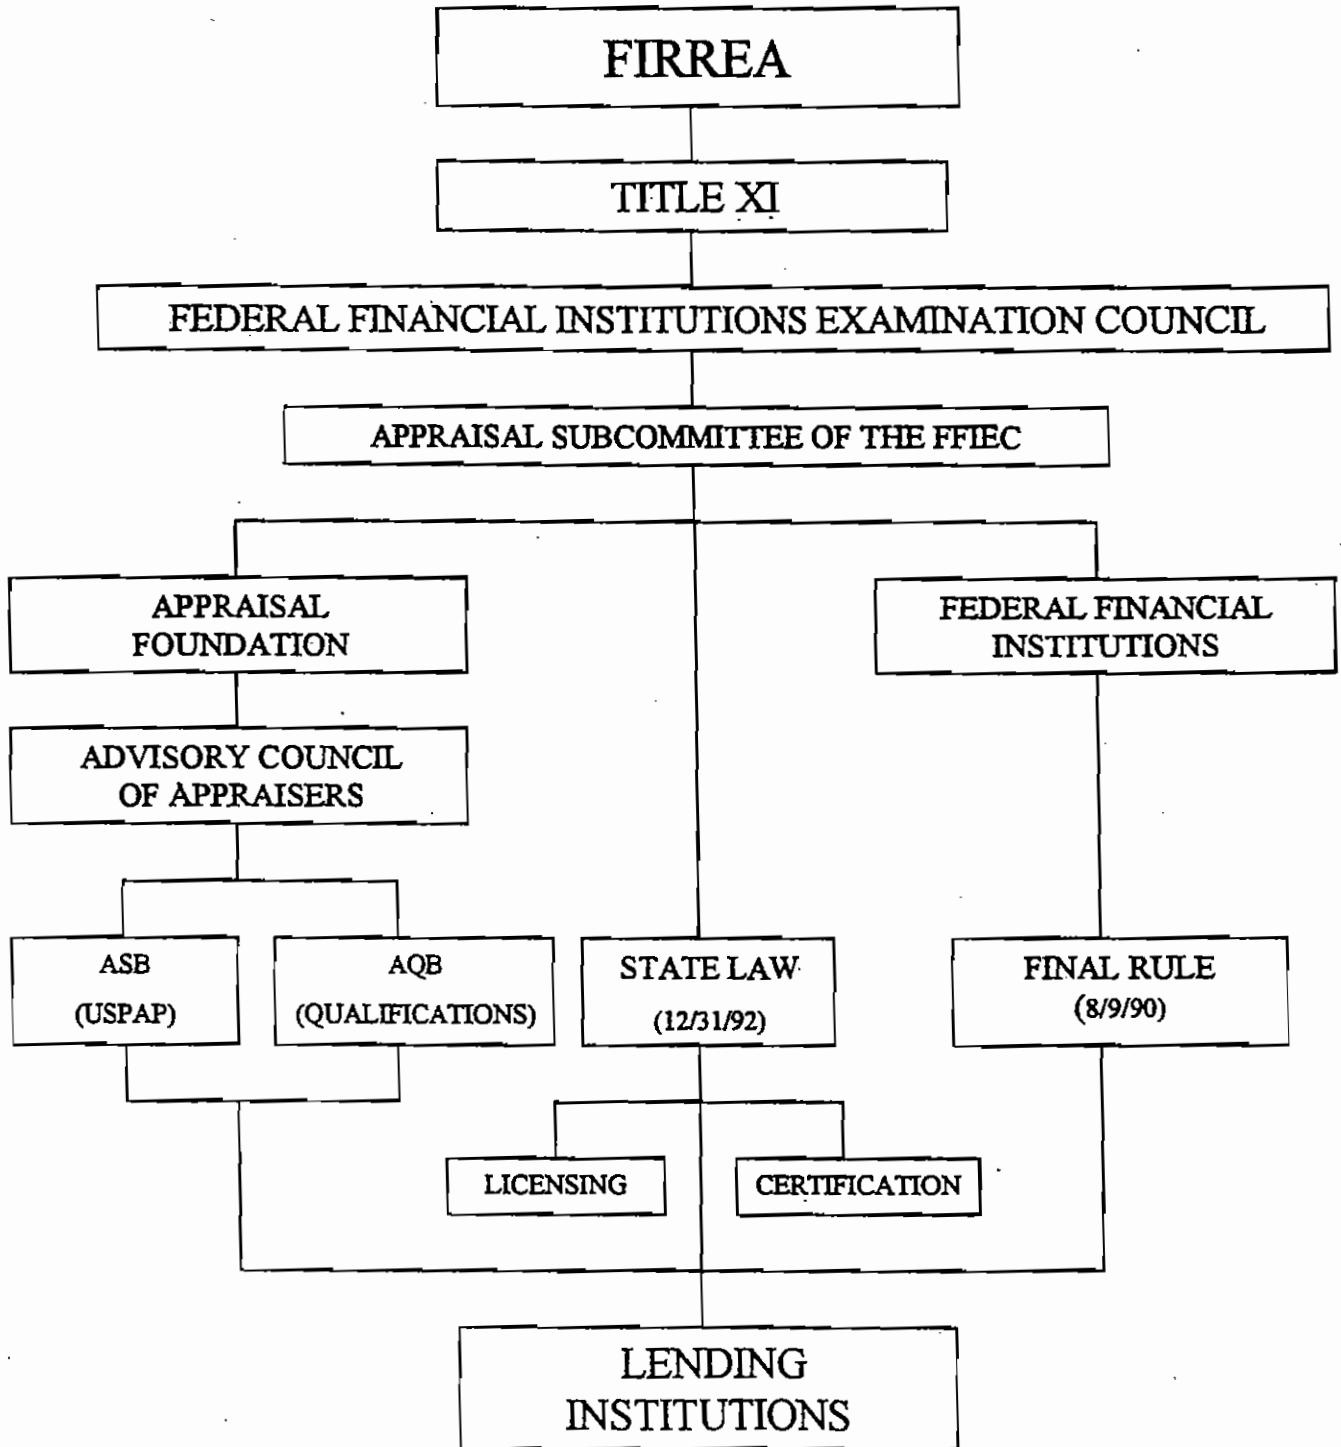 FIRREA
TITLE XI
FEDERAL FINANCIAL INSTITUTIONS EXAMINATION COUNCIL
APPRAISAL SUBCOMMITTEE OF THE FFIEC
APPRAISAL
FOUNDATION
FEDERAL FINANCIAL
INSTITUTIONS
ADVISORY COUNCIL
OF APPRAISERS
ASB
(USPAP)
AQB
(QUALIFICATIONS)
STATE LAW
(12/31/92)
FINAL RULE
(8/9/90)
LICENSING
CERTIFICATION
LENDING
INSTITUTIONS